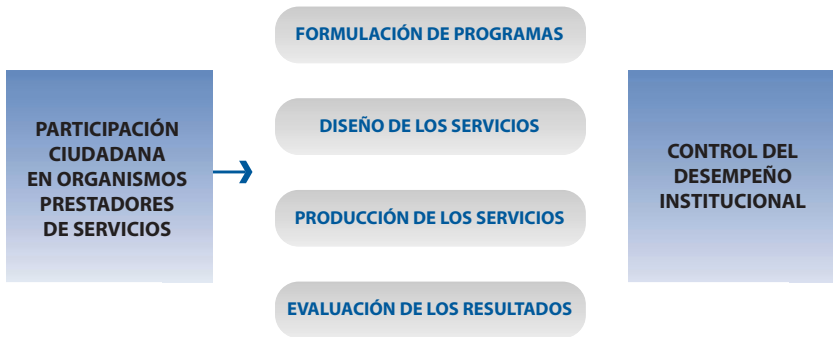 PARTICIPACIÓN
CIUDADANA
EN ORGANISMOS
PRESTADORES
DE SERVICIOS
FORMULACIÓN DE PROGRAMAS
DISEÑO DE LOS SERVICIOS
PRODUCCIÓN DE LOS SERVICIOS
EVALUACIÓN DE LOS RESULTADOS
CONTROL DEL
DESEMPEÑO
INSTITUCIONAL